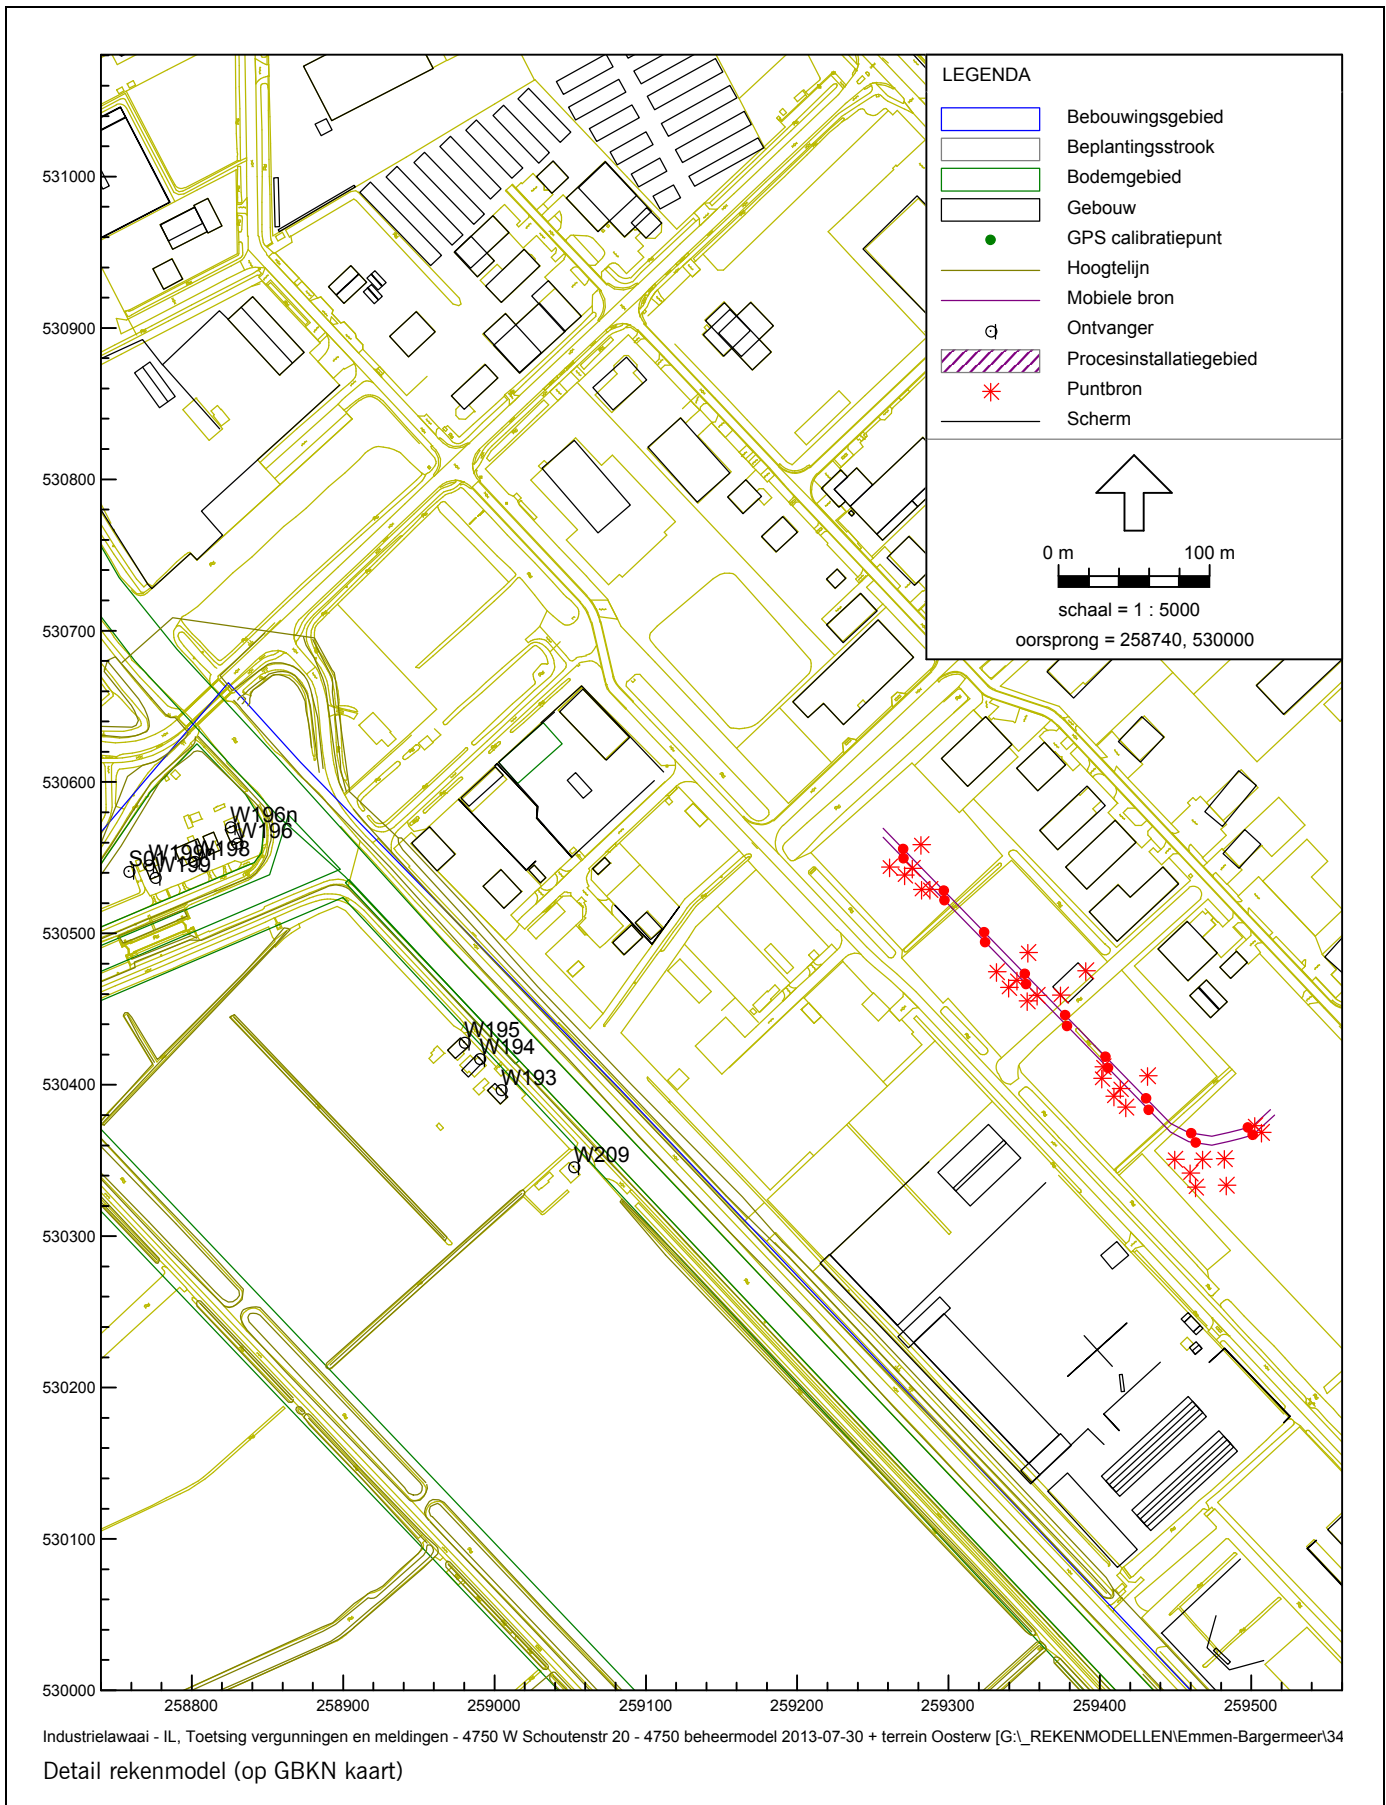 LEGENDA
Bebouwingsgebied
Beplantingsstrook
Bodemgebied
Gebouw
GPS calibratiepunt
Hoogtelijn
Mobiele bron
Ontvanger
Procesinstallatiegebied
Puntbron
Scherm
0 m 100 m
schaal = 1 : 5000
oorsprong = 258740, 530000
531000
530900
530800
530700
530600
530500
530400
530300
530200
530100
530000
W196n
W196
W198
S01
W199
W195
W194
W193
W209
258800 258900 259000 259100 259200 259300 259400 259500
Industrielawaai - IL, Toetsing vergunningen en meldingen - 4750 W Schoutenstr 20 - 4750 beheermodel 2013-07-30 + terrein Oosterw [G:\_REKENMODELLEN\Emmen-Bargermeer\34
Detail rekenmodel (op GBKN kaart)